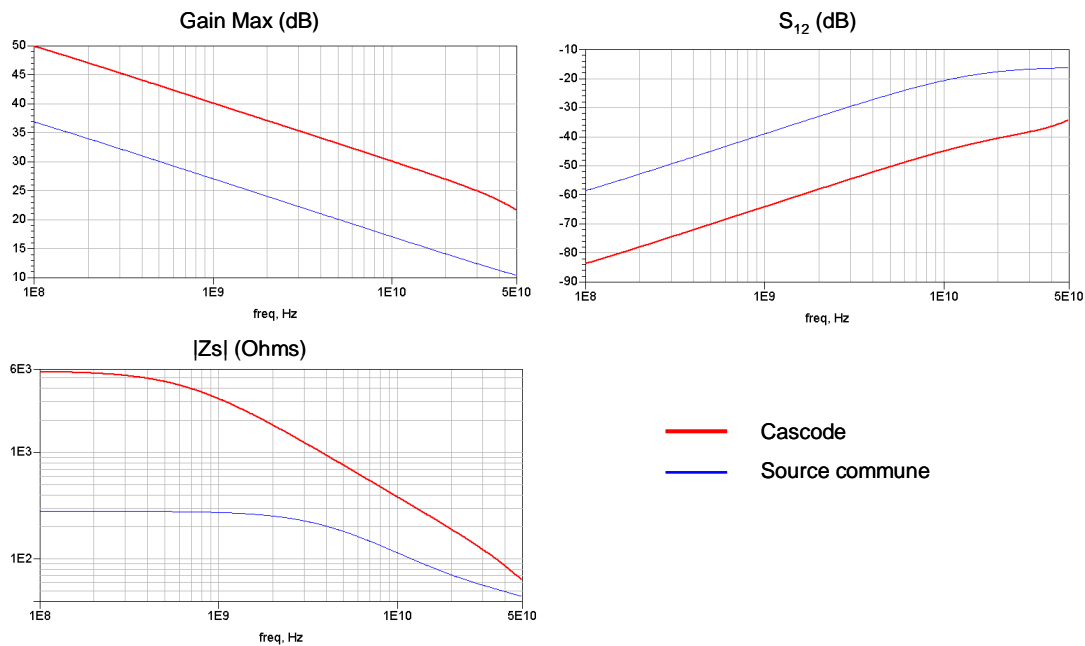 Gain Max (dB)
50
45
40
35
30
25
20
15
10
1E8
1E9
1E10
5E10
freq, Hz
S12 (dB)
-10
-20
-30
-40
-50
-60
-70
-80
-90
1E8
1E9
1E10
5E10
freq, Hz
|Zs| (Ohms)
6E3
1E3
1E2
1E8
1E9
1E10
5E10
freq, Hz
Cascode
Source commune